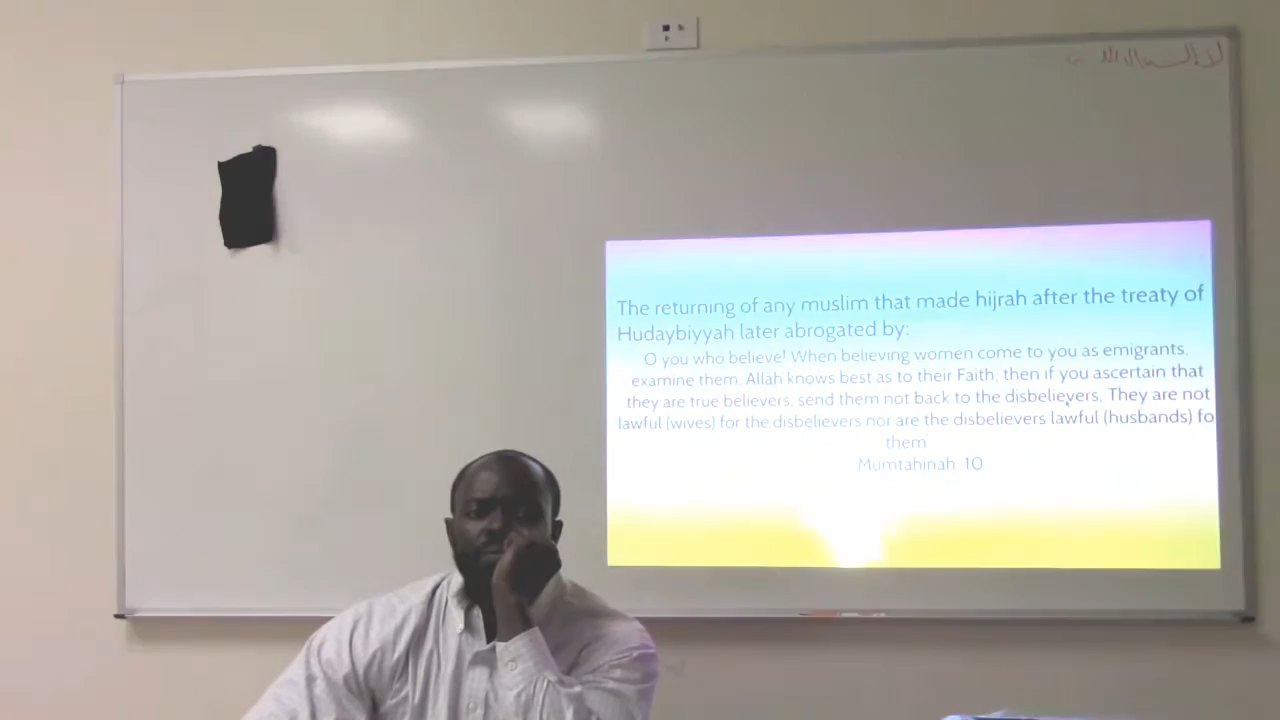 The returning of any muslim that made hijrah after the treaty of
Hudaybiyyah later abrogated by:
O you who believe! When believing women come to you as emigrants,
examine them, Allah knows best as to their Faith, then if you ascertain that
they are true believers, send them not back to the disbelievers, They are not
lawful (wives) for the disbelievers nor are the disbelievers lawful (husbands) fo
them
Mumtahinah 10